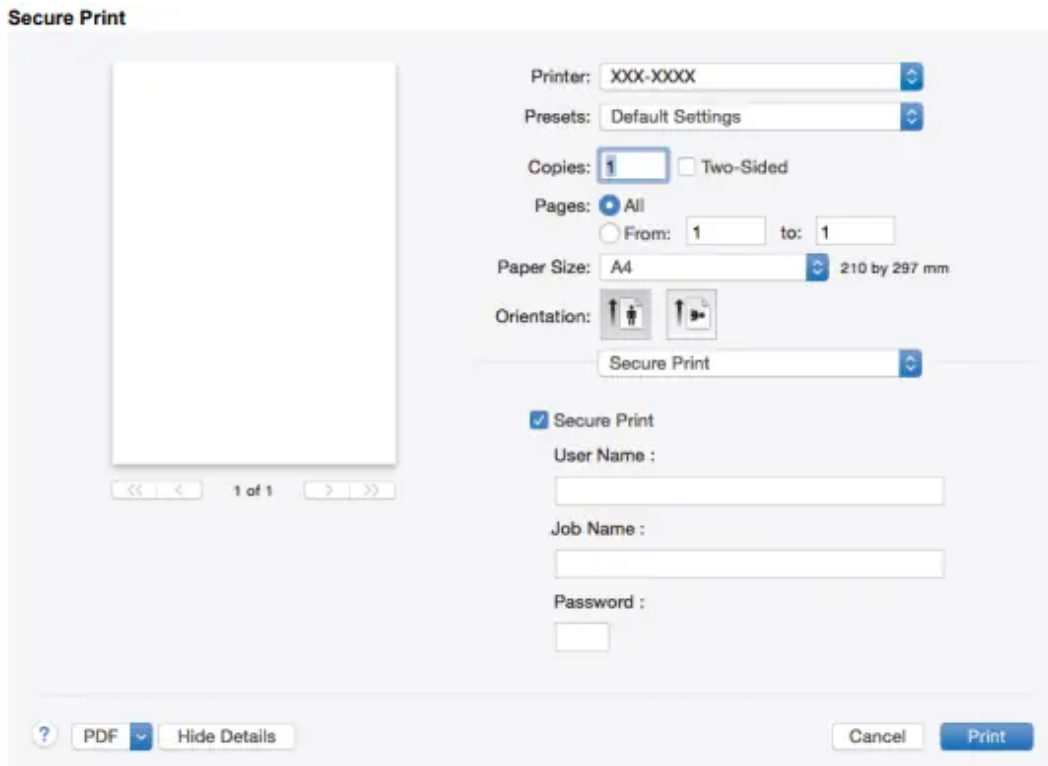 Secure Print
Printer: XXX-XXXX
Presets: Default Settings
Copies: 1 Two-Sided
Pages: All
From: 1 to: 1
Paper Size: A4 210 by 297 mm
Orientation:
Secure Print
Secure Print
User Name :
<< < 1 of 1 > >>
Job Name :
Password :
? PDF Hide Details Cancel Print